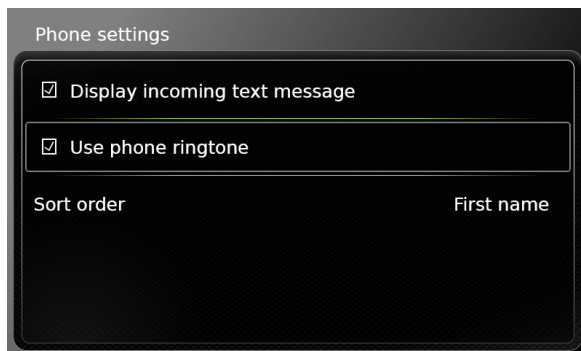 Phone settings
Display incoming text message
Use phone ringtone
Sort order First name